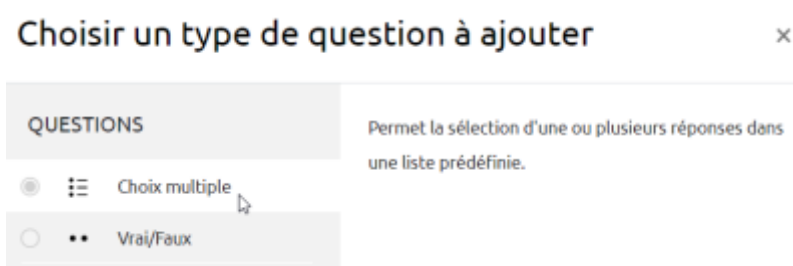 Choisir un type de question à ajouter
×
QUESTIONS
Permet la sélection d'une ou plusieurs réponses dans
une liste prédéfinie.
Choix multiple
Vrai/Faux